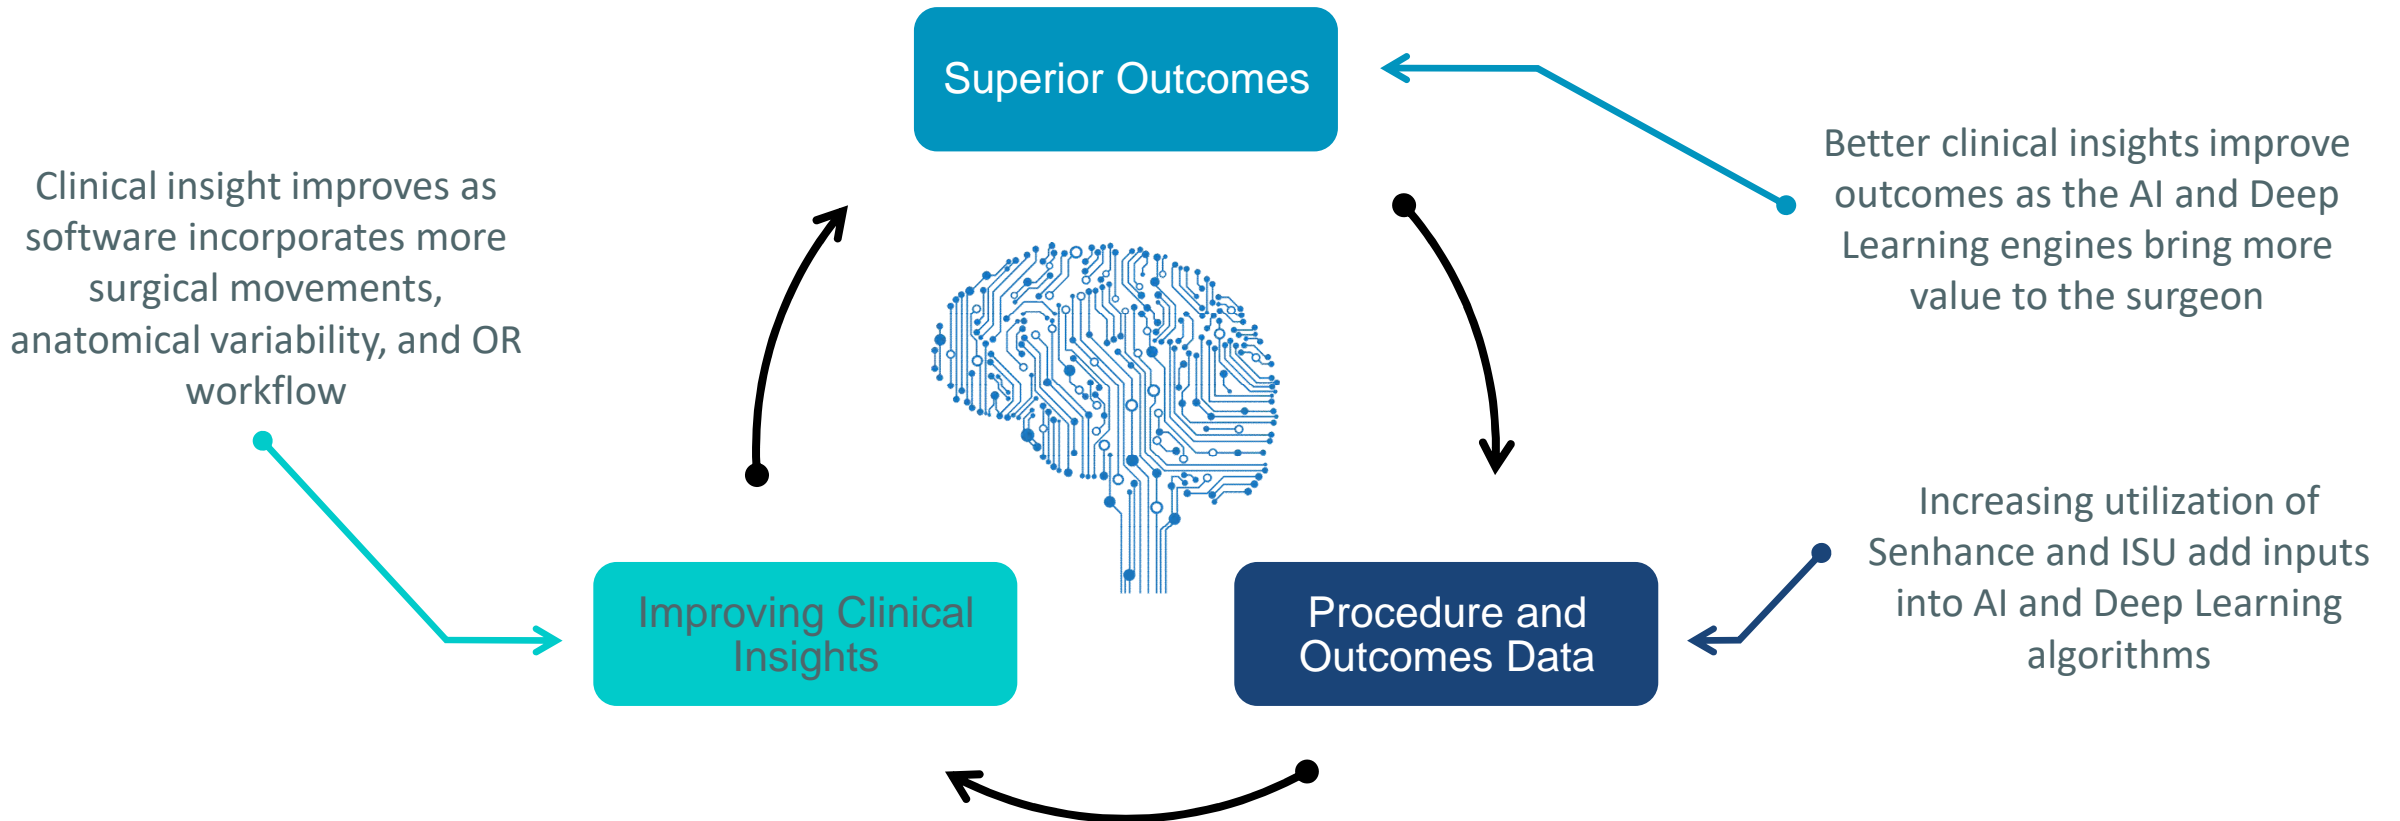 Superior Outcomes
Better clinical insights improve
outcomes as the AI and Deep
Learning engines bring more
value to the surgeon
Clinical insight improves as
software incorporates more
surgical movements,
anatomical variability, and OR
workflow
Increasing utilization of
Senhance and ISU add inputs
into AI and Deep Learning
algorithms
Improving Clinical
Insights
Procedure and
Outcomes Data